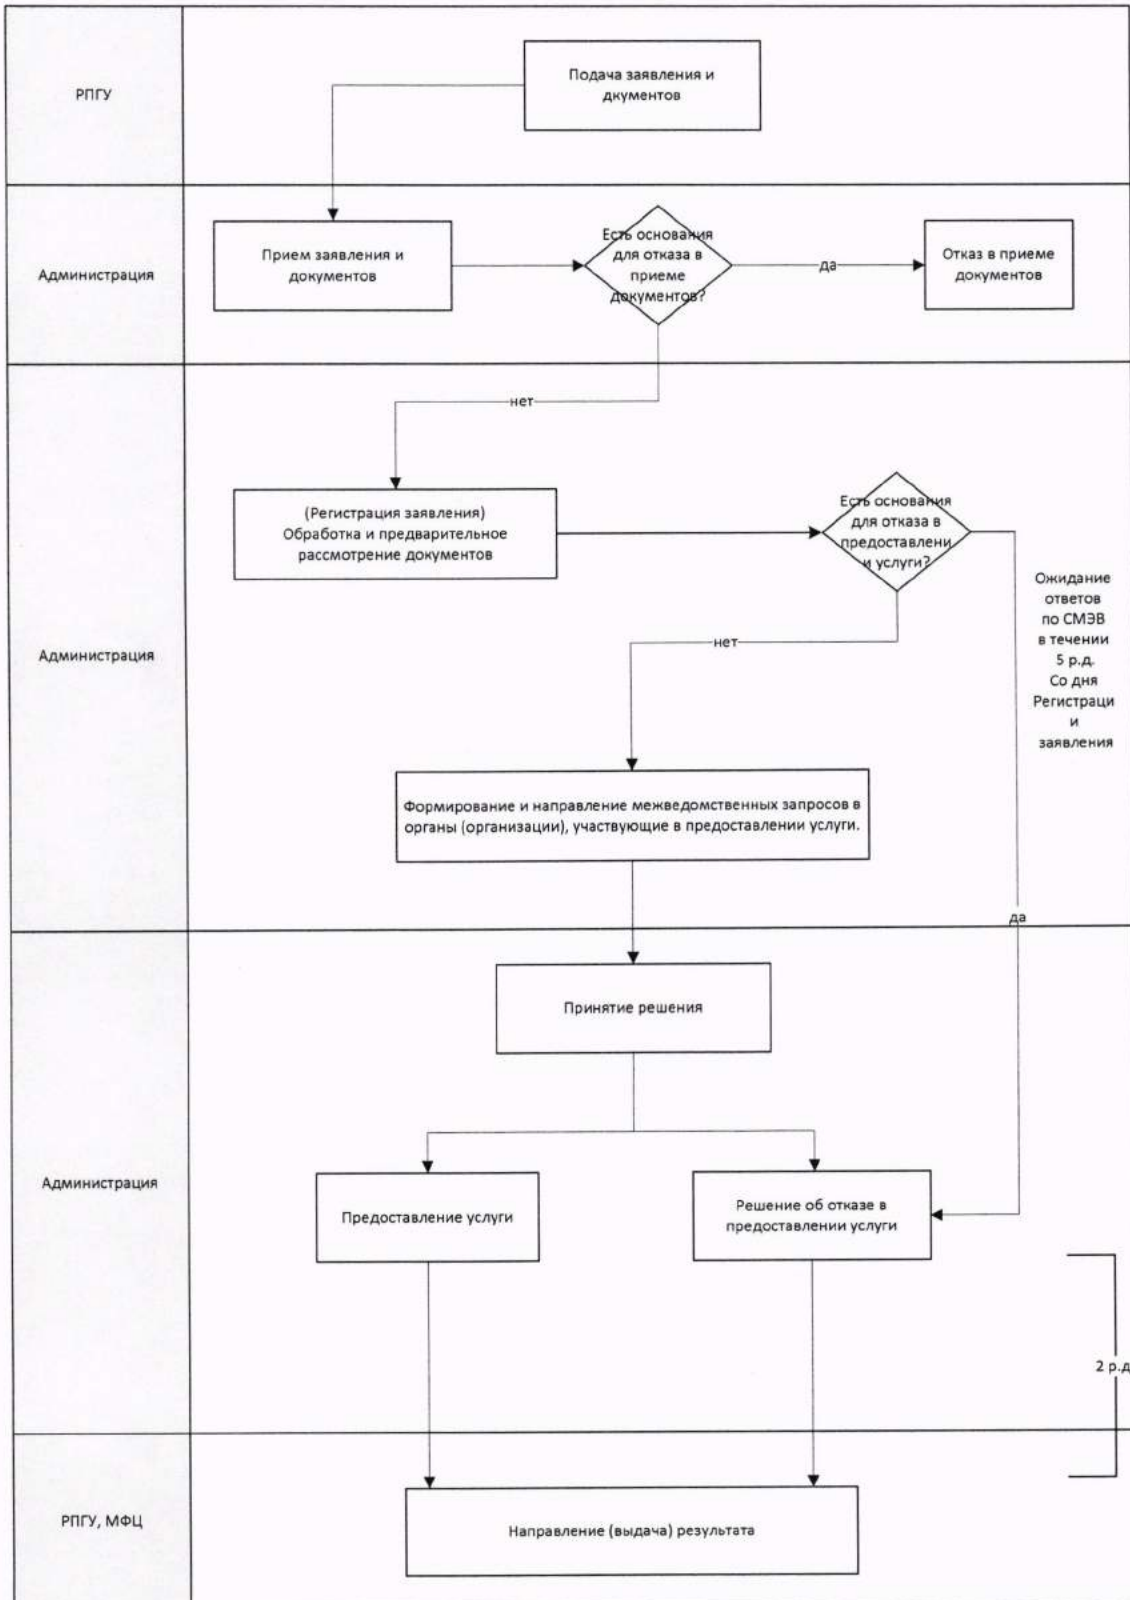 РПГУ
Подача заявления и
дкументов
Администрация
Прием заявления и
документов
Есть основания
для отказа в
приеме
документов?
да
Отказ в приеме
документов
нет
Администрация
(Регистрация заявления)
Обработка и предварительное
рассмотрение документов
Есть основания
для отказа в
предоставлени
и услуги?
Ожидание
ответов
по СМЭВ
в течении
5 р.д.
Со дня
Регистраци
и
заявления
нет
Формирование и направление межведомственных запросов в
органы (организации), участвующие в предоставлении услуги.
да
Администрация
Принятие решения
Предоставление услуги
Решение об отказе в
предоставлении услуги
2 р.д
РПГУ, МФЦ
Направление (выдача) результата